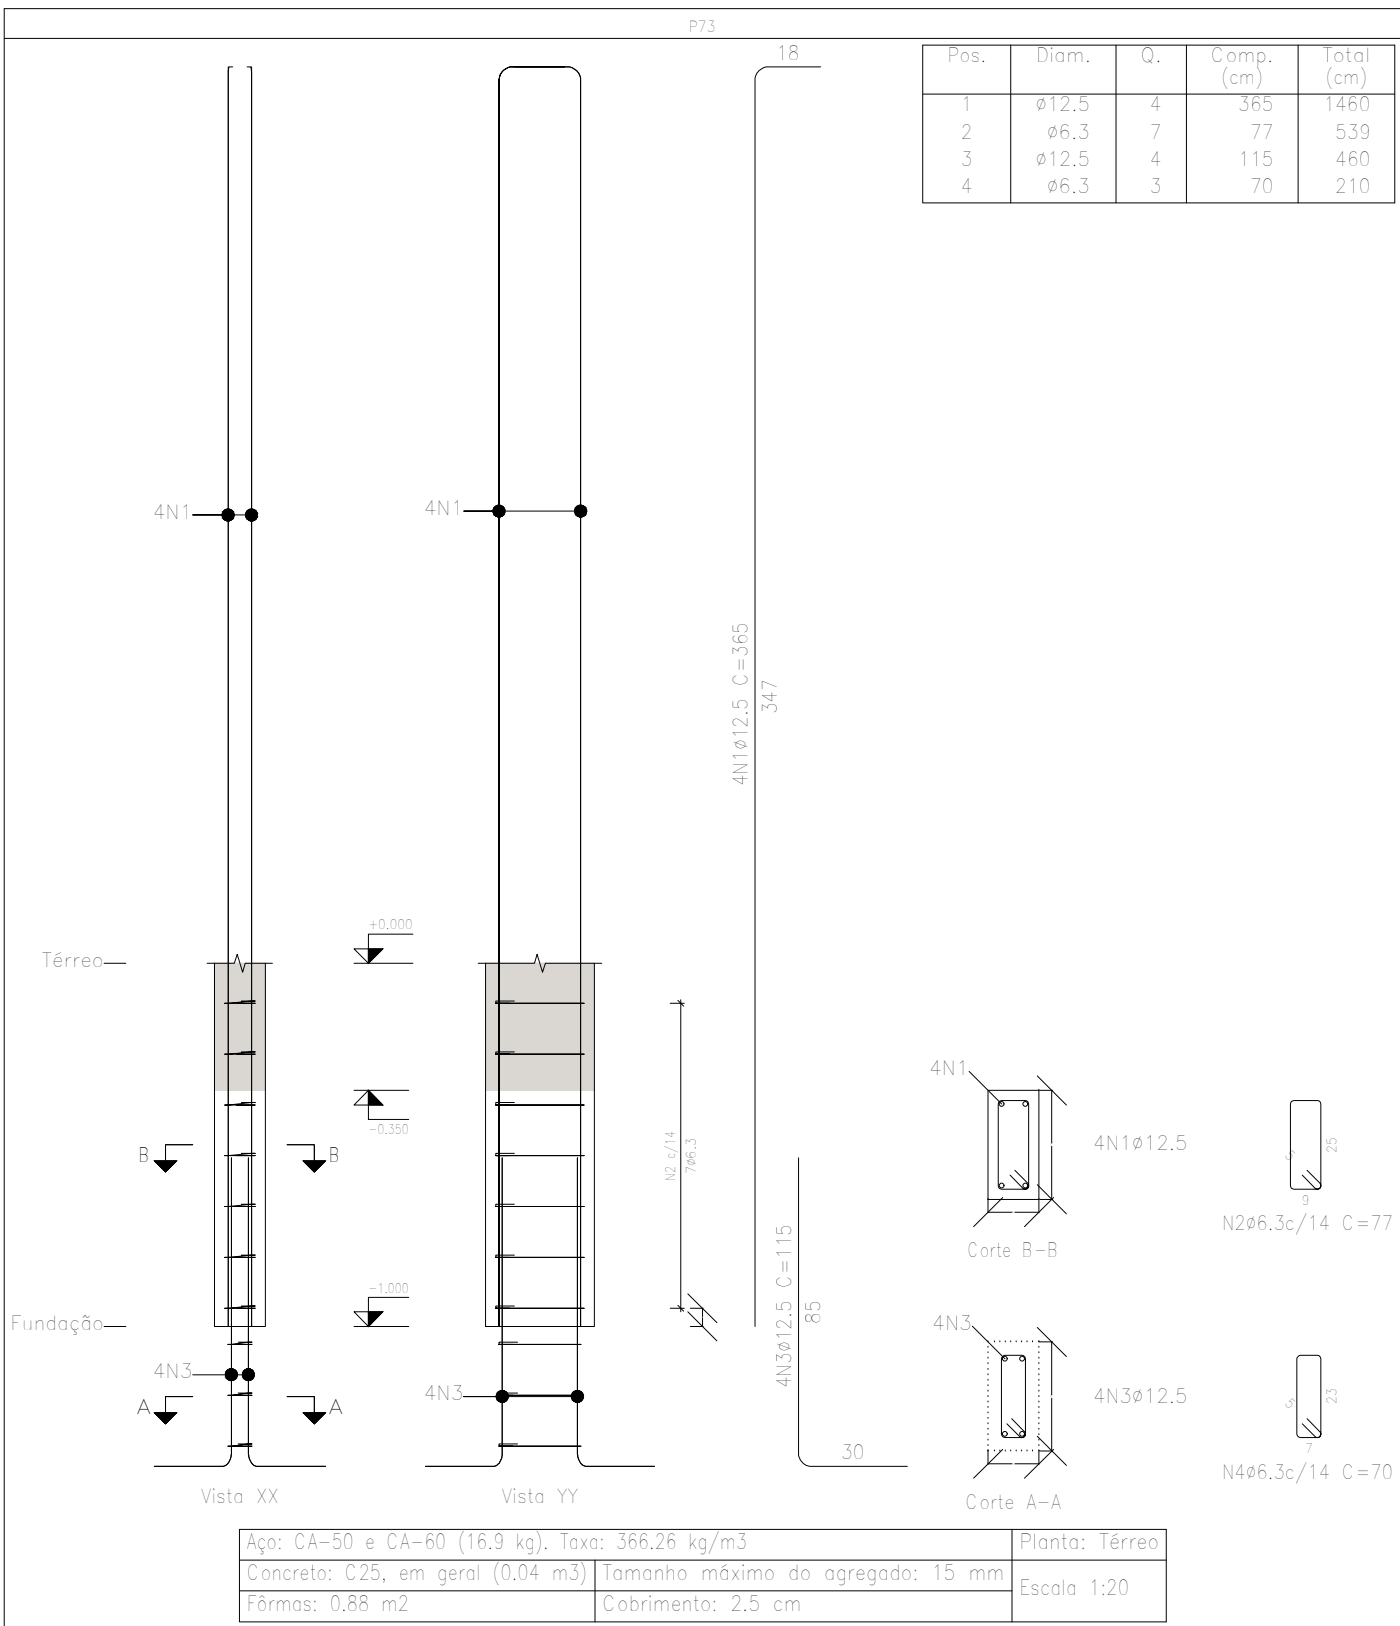 P73
Pos. Diam. Q. Comp. (cm) Total (cm)
1 ø12.5 4 365 1460
2 ø6.3 7 77 539
3 ø12.5 4 115 460
4 ø6.3 3 70 210
18
4N1
4N1
4N1ø12.5 C=365
347
Térreo
+0.000
-0.350
B B
N2 c/14
7ø6.3
-1.000
Fundação
4N3
4N3
A A
4N3ø12.5 C=115
85
30
Vista XX
Vista YY
4N1
4N1ø12.5
Corte B-B
5
25
9
N2ø6.3c/14 C=77
4N3
4N3ø12.5
Corte A-A
5
23
7
N4ø6.3c/14 C=70
Aço: CA-50 e CA-60 (16.9 kg). Taxa: 366.26 kg/m3
Planta: Térreo
Concreto: C25, em geral (0.04 m3)
Tamanho máximo do agregado: 15 mm
Escala 1:20
Fôrmas: 0.88 m2
Cobrimento: 2.5 cm